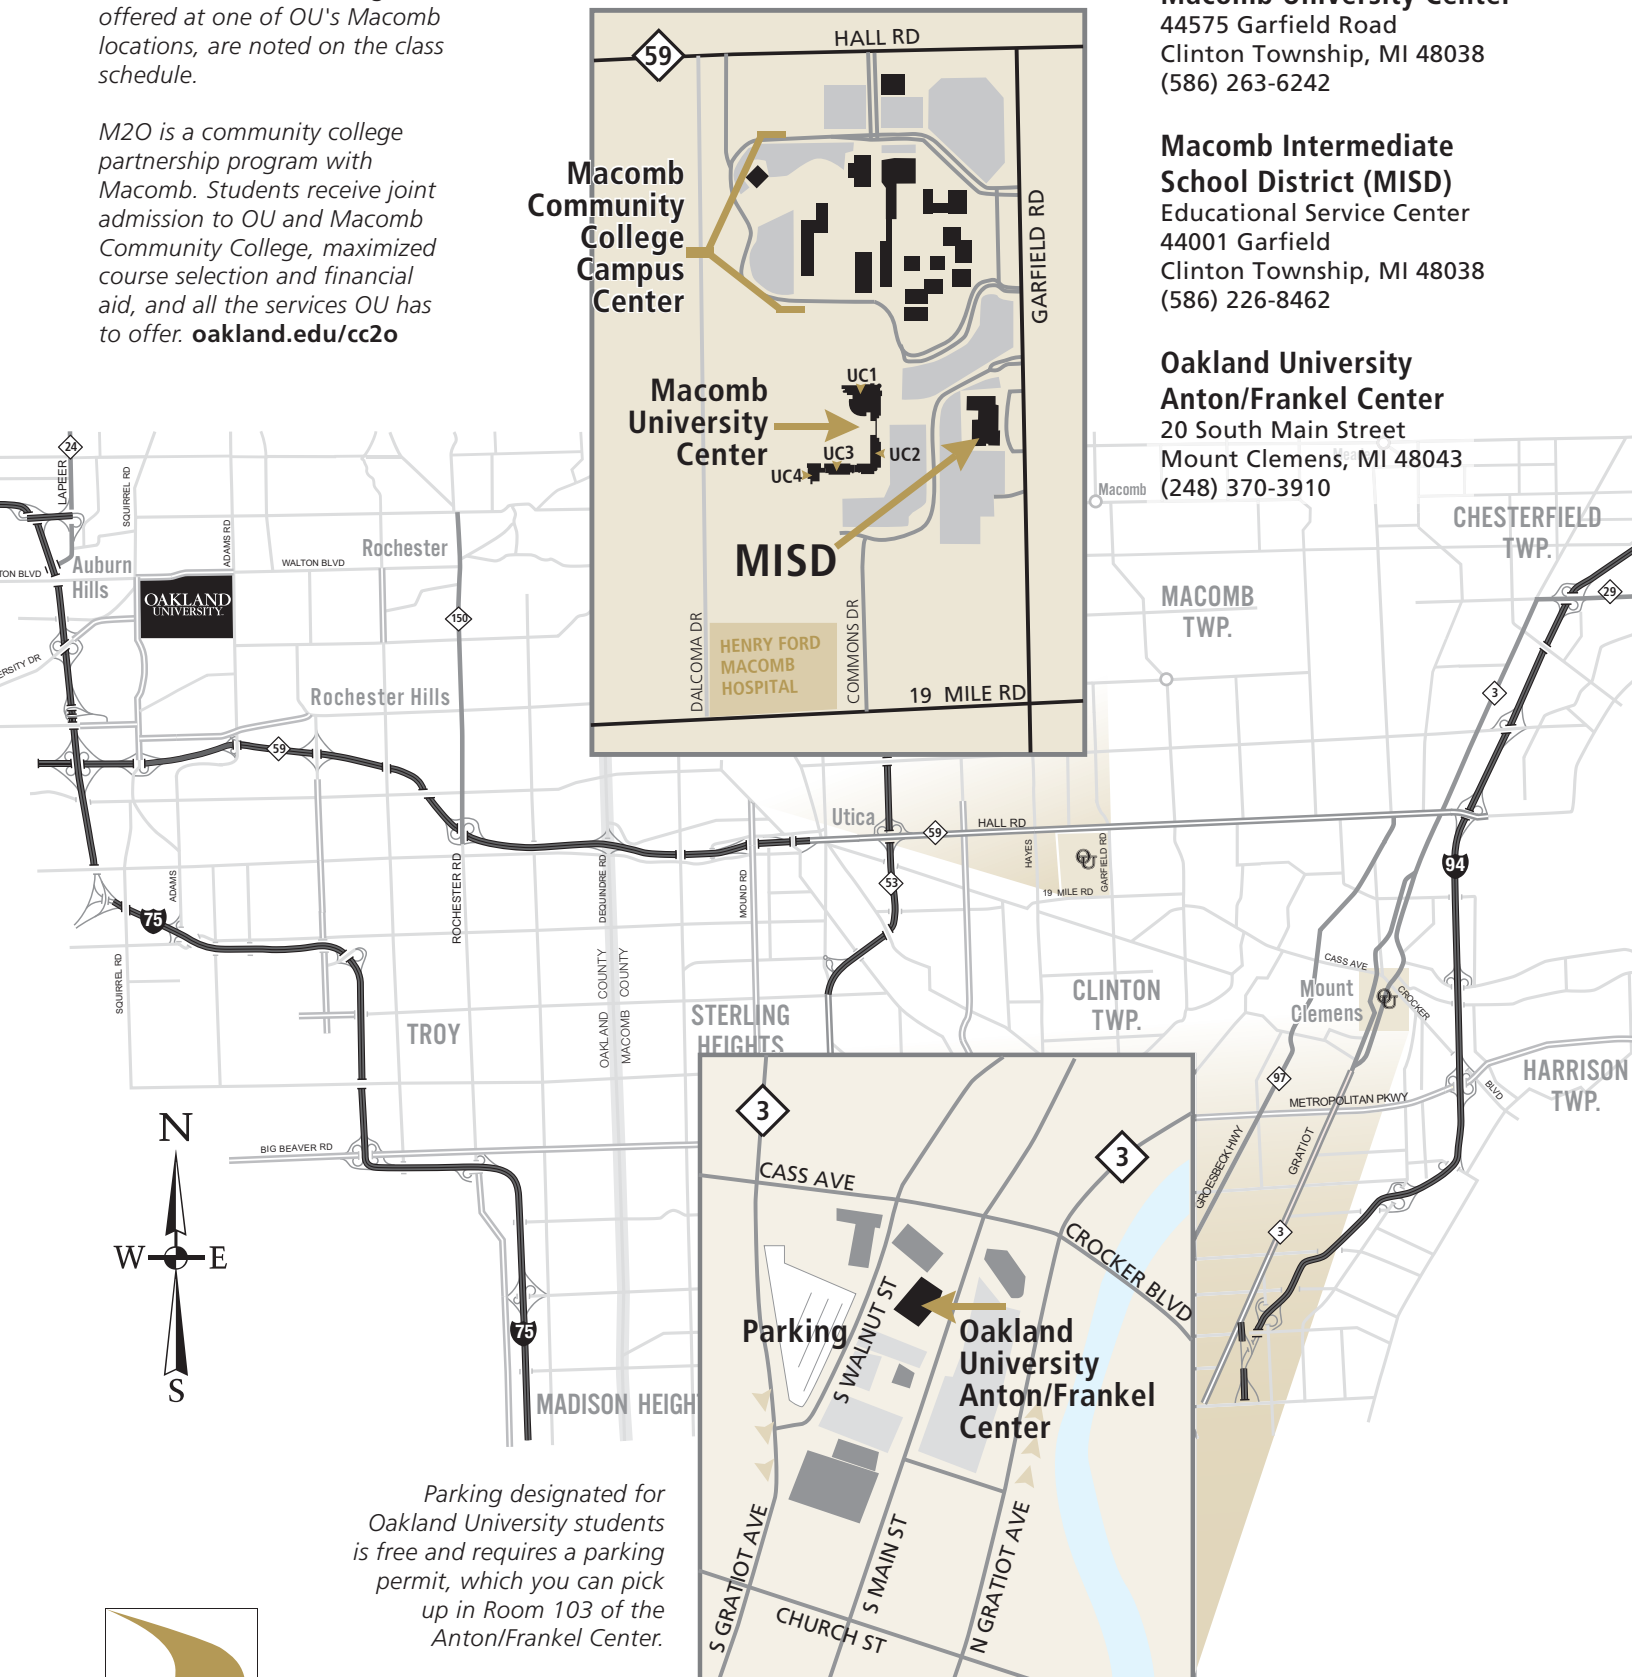 offered at one of OU's Macomb
locations, are noted on the class
schedule.
M2O is a community college
partnership program with
Macomb. Students receive joint
admission to OU and Macomb
Community College, maximized
course selection and financial
aid, and all the services OU has
to offer. oakland.edu/cc2o
Macomb University Center
44575 Garfield Road
Clinton Township, MI 48038
(586) 263-6242
Macomb Intermediate
School District (MISD)
Educational Service Center
44001 Garfield
Clinton Township, MI 48038
(586) 226-8462
Oakland University
Anton/Frankel Center
20 South Main Street
Mount Clemens, MI 48043
(248) 370-3910
59
HALL RD
GARFIELD RD
Macomb
Community
College
Campus
Center
Macomb
University
Center
UC1
UC2
UC3
UC4
MISD
DALCOMA DR
HENRY FORD
MACOMB
HOSPITAL
COMMONS DR
19 MILE RD
24
LAPEER
SQUIRREL RD
ADAMS RD
Auburn
Hills
TON BLVD
WALTON BLVD
Rochester
OAKLAND
UNIVERSITY.
150
ERSITY DR
Rochester Hills
59
Macomb
CHESTERFIELD
TWP.
MACOMB
TWP.
29
3
Utica
59
HALL RD
HAYES
OU
GARFIELD RD
19 MILE RD
53
94
ADAMS
75
SQUIRREL RD
ROCHESTER RD
DEQUINDRE RD
MOUND RD
OAKLAND COUNTY
MACOMB COUNTY
TROY
STERLING
HEIGHTS
CLINTON
TWP.
CASS AVE
Mount
Clemens
OU
CROCKER
BLVD
HARRISON
TWP.
97
METROPOLITAN PKWY
GROESBECK HWY
GRATIOT
3
N
W E
S
BIG BEAVER RD
75
MADISON HEIGH
3
3
CASS AVE
CROCKER BLVD
S WALNUT ST
Parking
Oakland
University
Anton/Frankel
Center
S GRATIOT AVE
S MAIN ST
N GRATIOT AVE
CHURCH ST
Parking designated for
Oakland University students
is free and requires a parking
permit, which you can pick
up in Room 103 of the
Anton/Frankel Center.